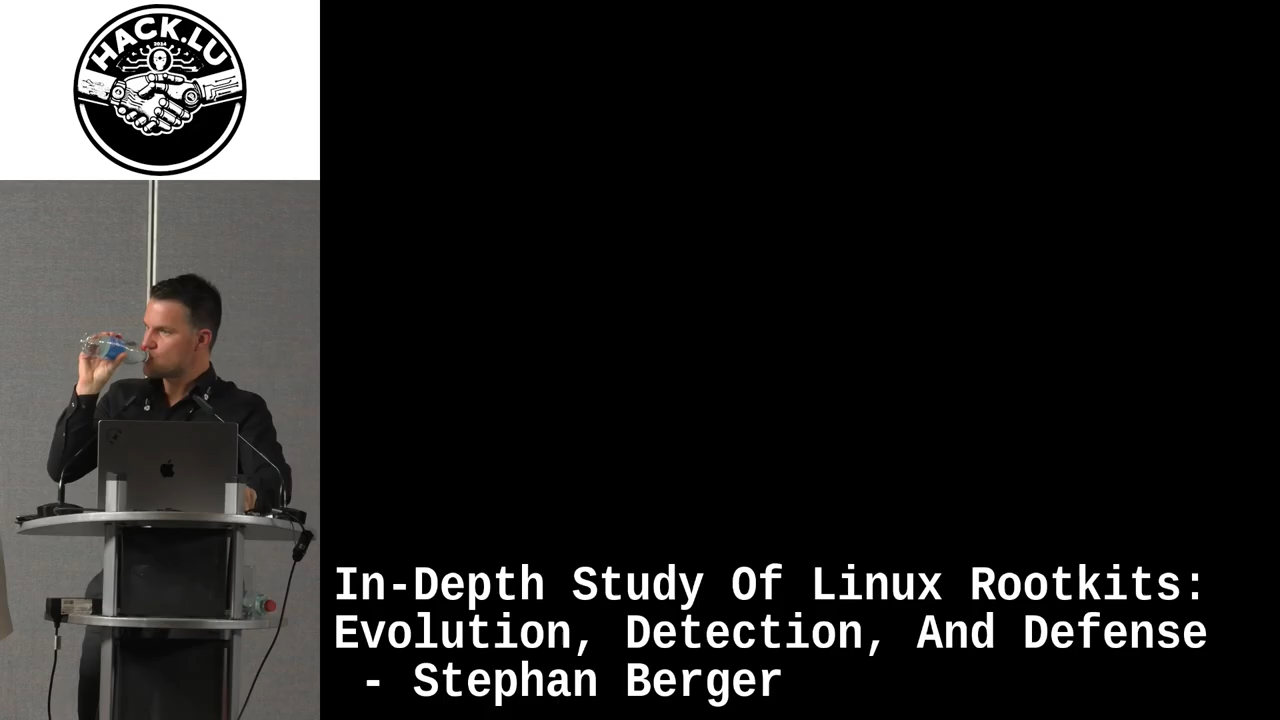 HACK.LU
2024
In-Depth Study Of Linux Rootkits:
Evolution, Detection, And Defense
- Stephan Berger